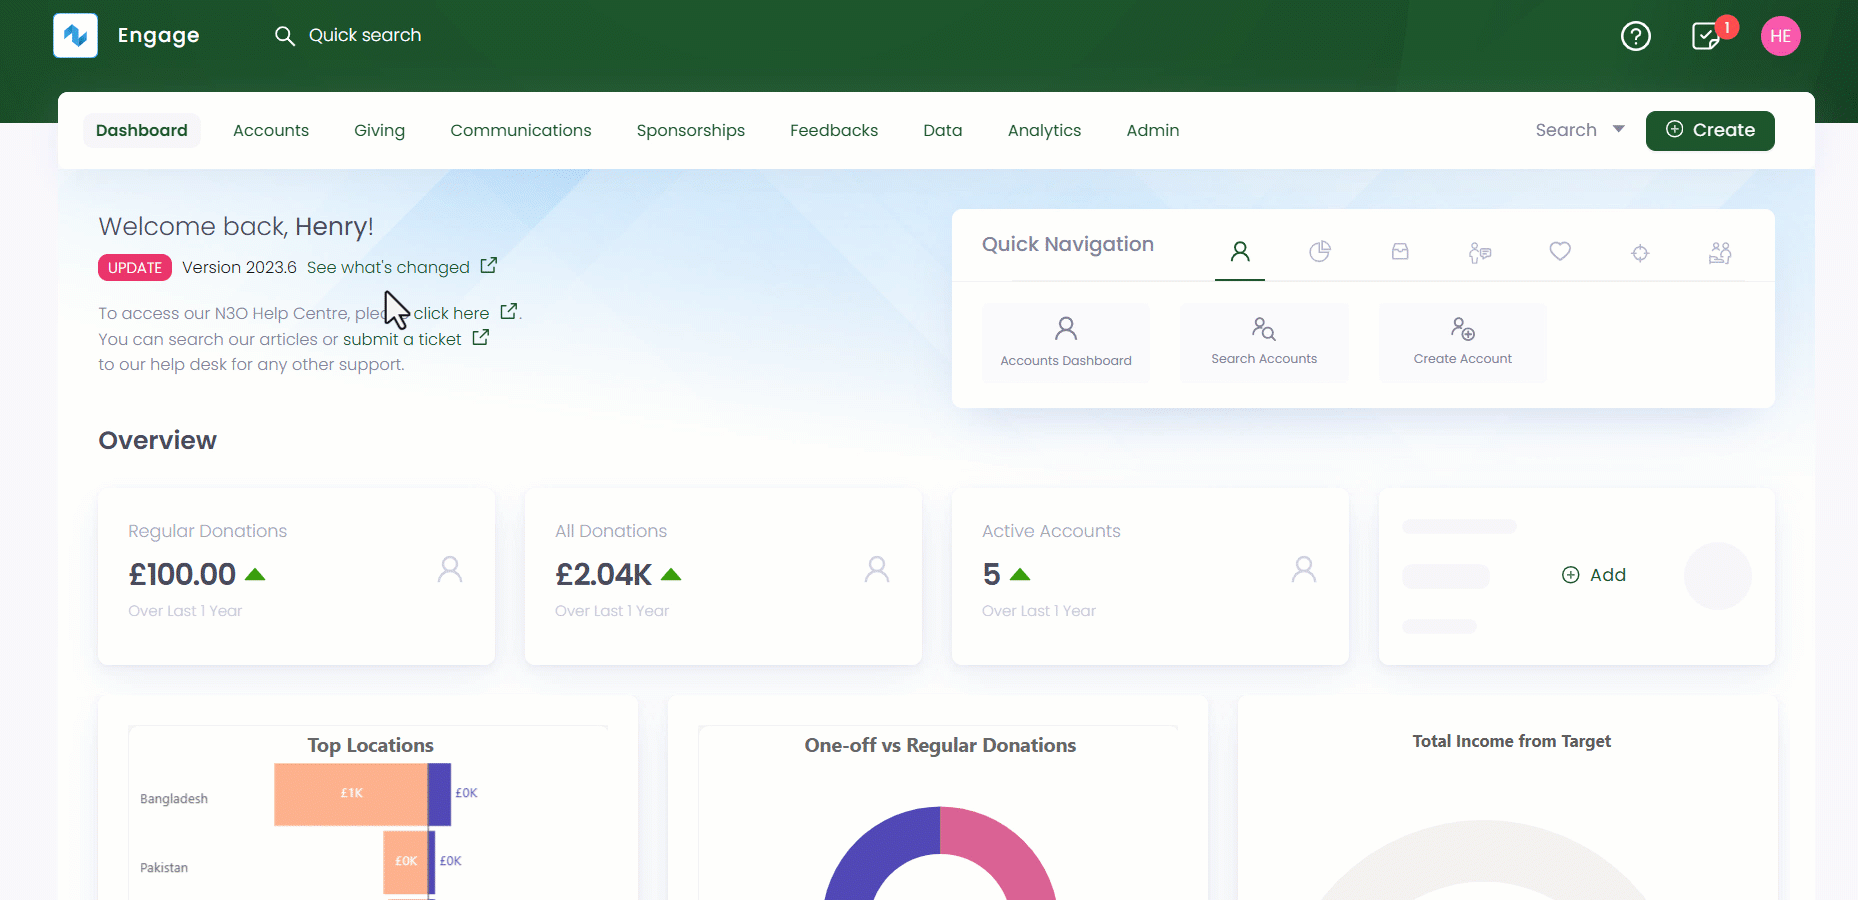 Engage
Quick search
1
HE
Dashboard
Accounts
Giving
Communications
Sponsorships
Feedbacks
Data
Analytics
Admin
Search
Create
Welcome back, Henry!
UPDATE Version 2023.6 See what's changed
To access our N3O Help Centre, click here .
You can search our articles or submit a ticket
to our help desk for any other support.
Quick Navigation
Accounts Dashboard
Search Accounts
Create Account
Overview
Regular Donations
£100.00
Over Last 1 Year
All Donations
£2.04K
Over Last 1 Year
Active Accounts
5
Over Last 1 Year
Add
Top Locations
Bangladesh
£1K
£0K
Pakistan
£0K
£0K
One-off vs Regular Donations
Total Income from Target